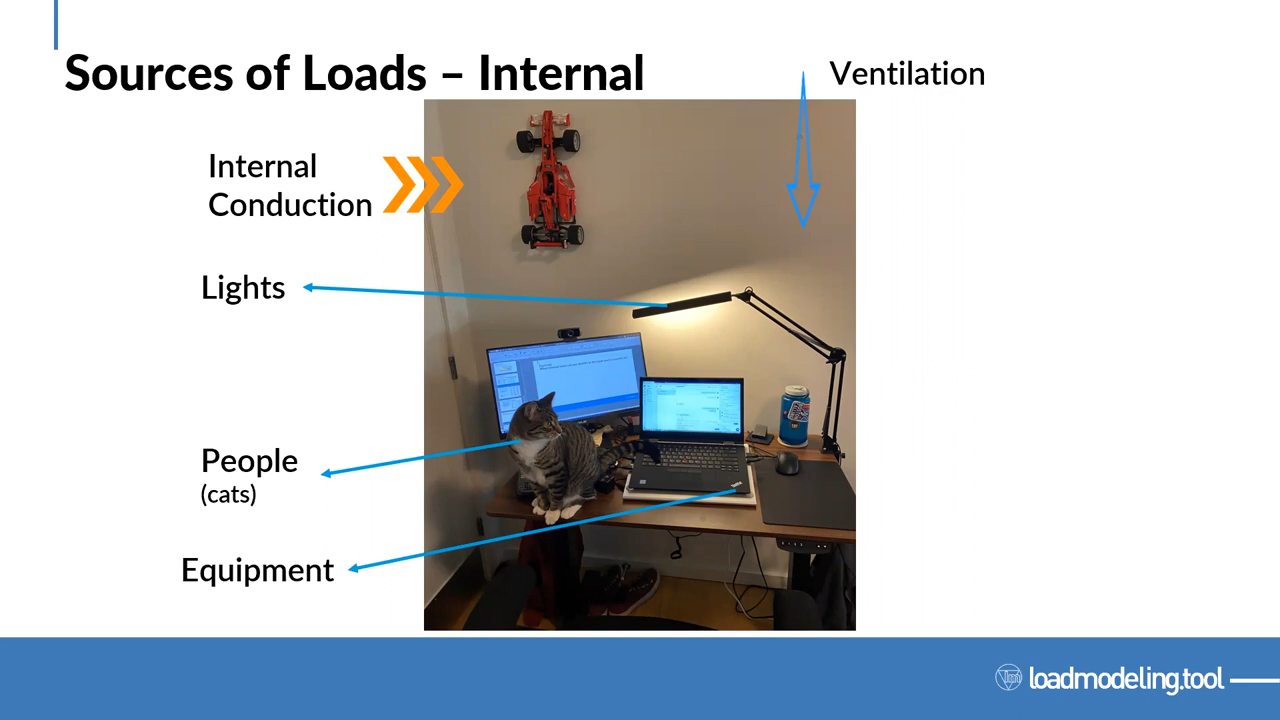 Sources of Loads – Internal
Ventilation
Internal
Conduction
Lights
People
(cats)
Equipment
loadmodeling.tool